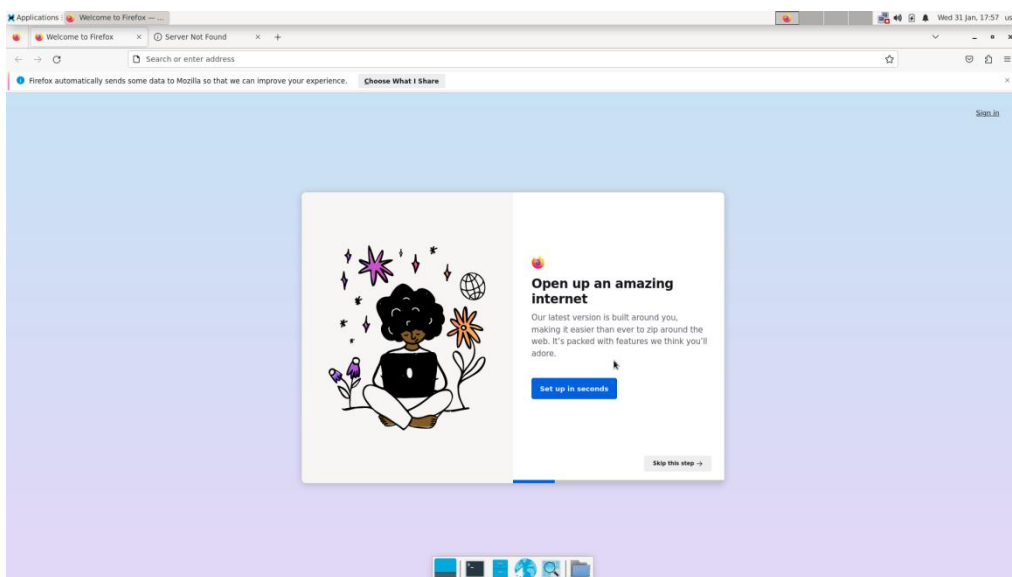 Applications
Welcome to Firefox — ...
Wed 31 Jan, 17:57 us
Welcome to Firefox
Server Not Found
Search or enter address
Firefox automatically sends some data to Mozilla so that we can improve your experience.
Choose What I Share
Sign in
Open up an amazing
internet
Our latest version is built around you,
making it easier than ever to zip around the
web. It's packed with features we think you'll
adore.
Set up in seconds
Skip this step →